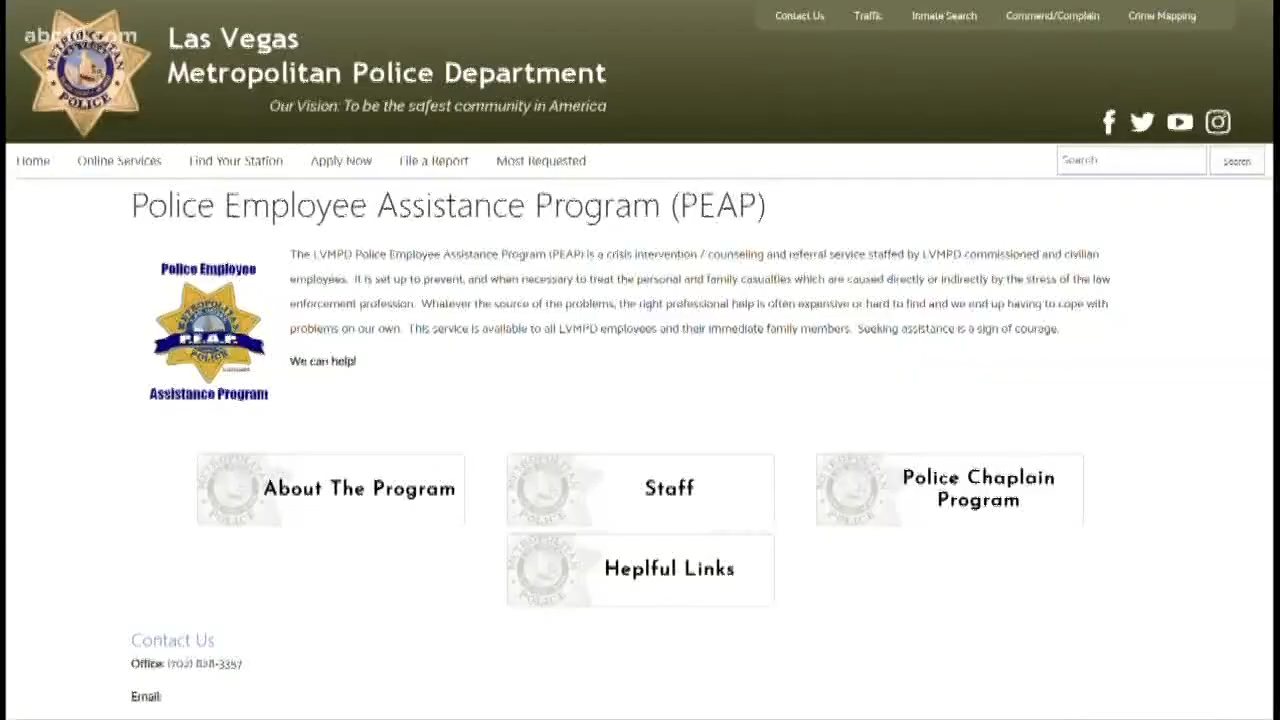 abc10.com
METROPOLITAN
POLICE
Las Vegas
Metropolitan Police Department
Our Vision: To be the safest community in America
Contact Us Traffic Inmate Search Commend/Complain Crime Mapping
Home Online Services Find Your Station Apply Now File a Report Most Requested
Search Search
Police Employee Assistance Program (PEAP)
Police Employee
P.E.A.P.
POLICE
Assistance Program
The LVMPD Police Employee Assistance Program (PEAP) is a crisis intervention / counseling and referral service staffed by LVMPD commissioned and civilian
employees. It is set up to prevent, and when necessary to treat the personal and family casualties which are caused directly or indirectly by the stress of the law
enforcement profession. Whatever the source of the problems, the right professional help is often expensive or hard to find and we end up having to cope with
problems on our own. This service is available to all LVMPD employees and their immediate family members. Seeking assistance is a sign of courage.
We can help!
About The Program
Staff
Police Chaplain
Program
Heplful Links
Contact Us
Office: (702)
Email: